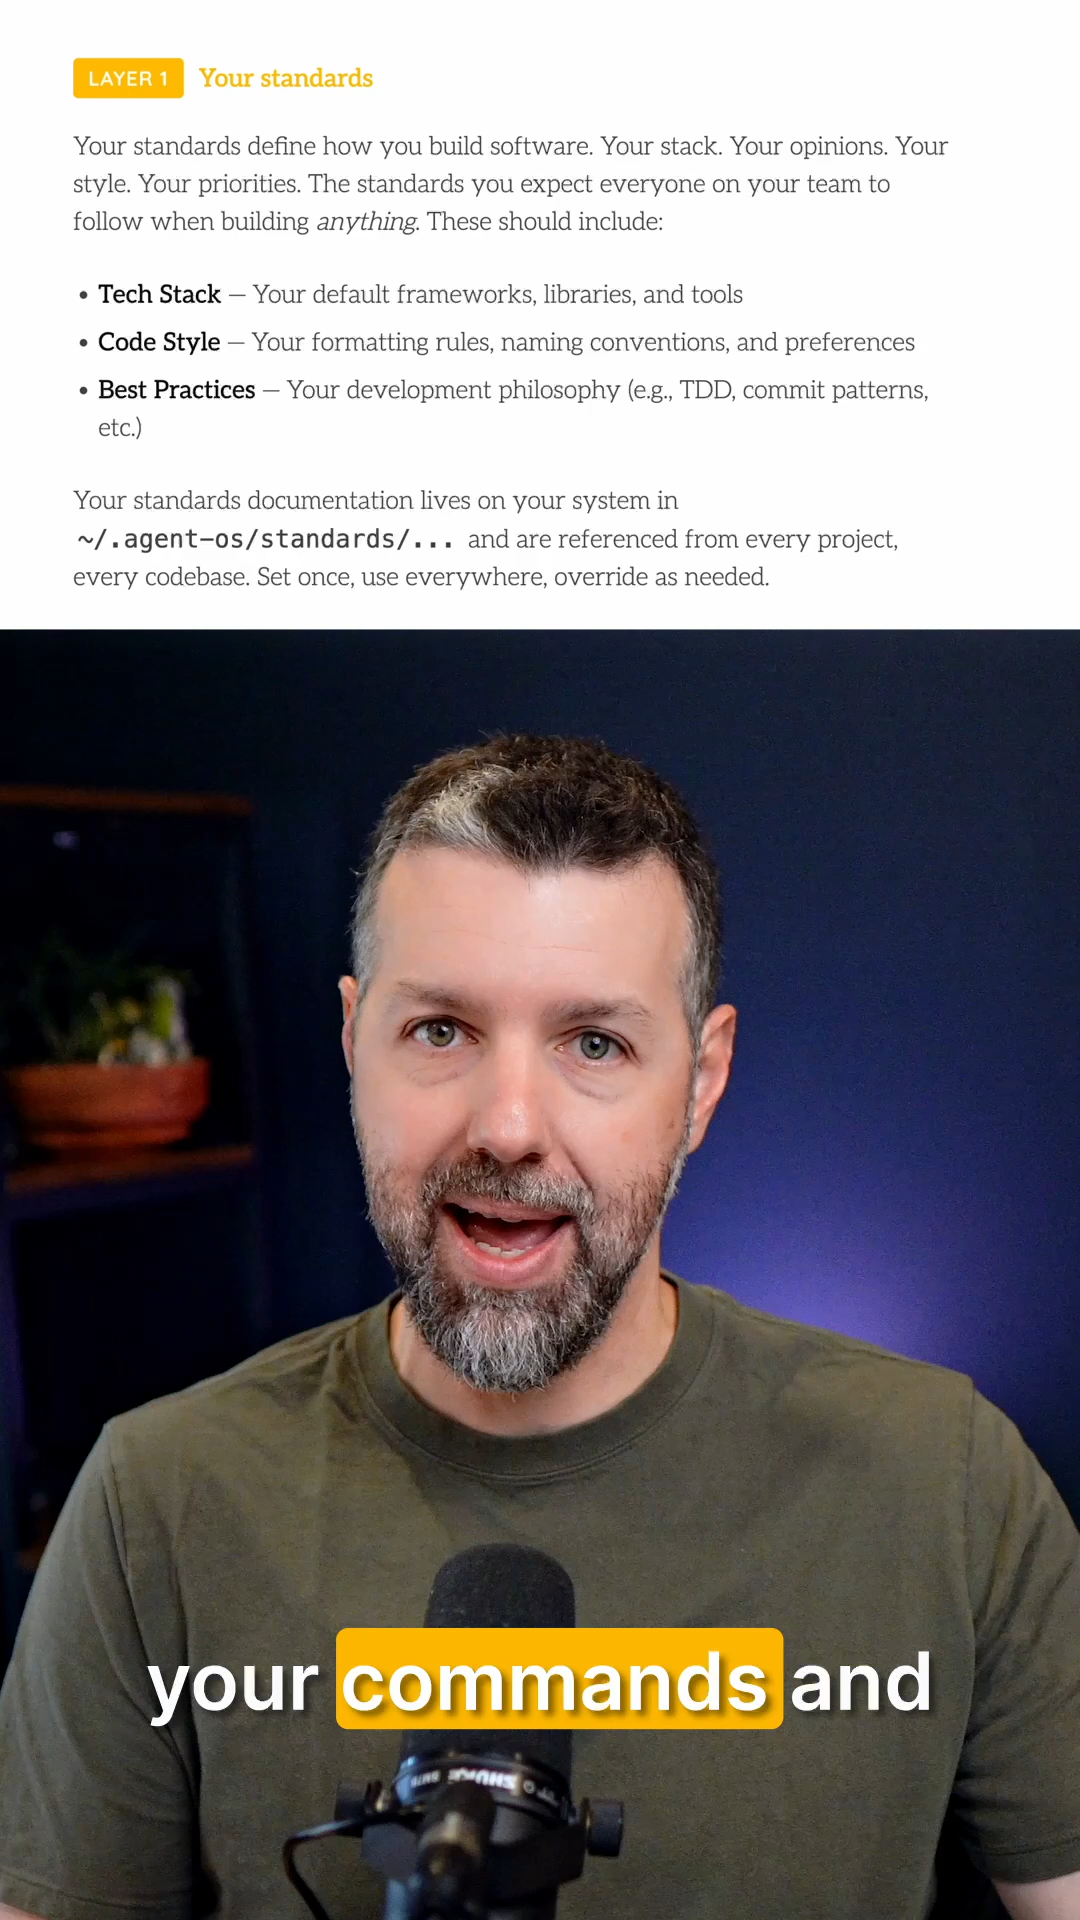 LAYER 1 Your standards
Your standards define how you build software. Your stack. Your opinions. Your
style. Your priorities. The standards you expect everyone on your team to
follow when building anything. These should include:
• Tech Stack — Your default frameworks, libraries, and tools
• Code Style — Your formatting rules, naming conventions, and preferences
• Best Practices — Your development philosophy (e.g., TDD, commit patterns,
etc.)
Your standards documentation lives on your system in
~/.agent-os/standards/... and are referenced from every project,
every codebase. Set once, use everywhere, override as needed.
your commands and
SHURE